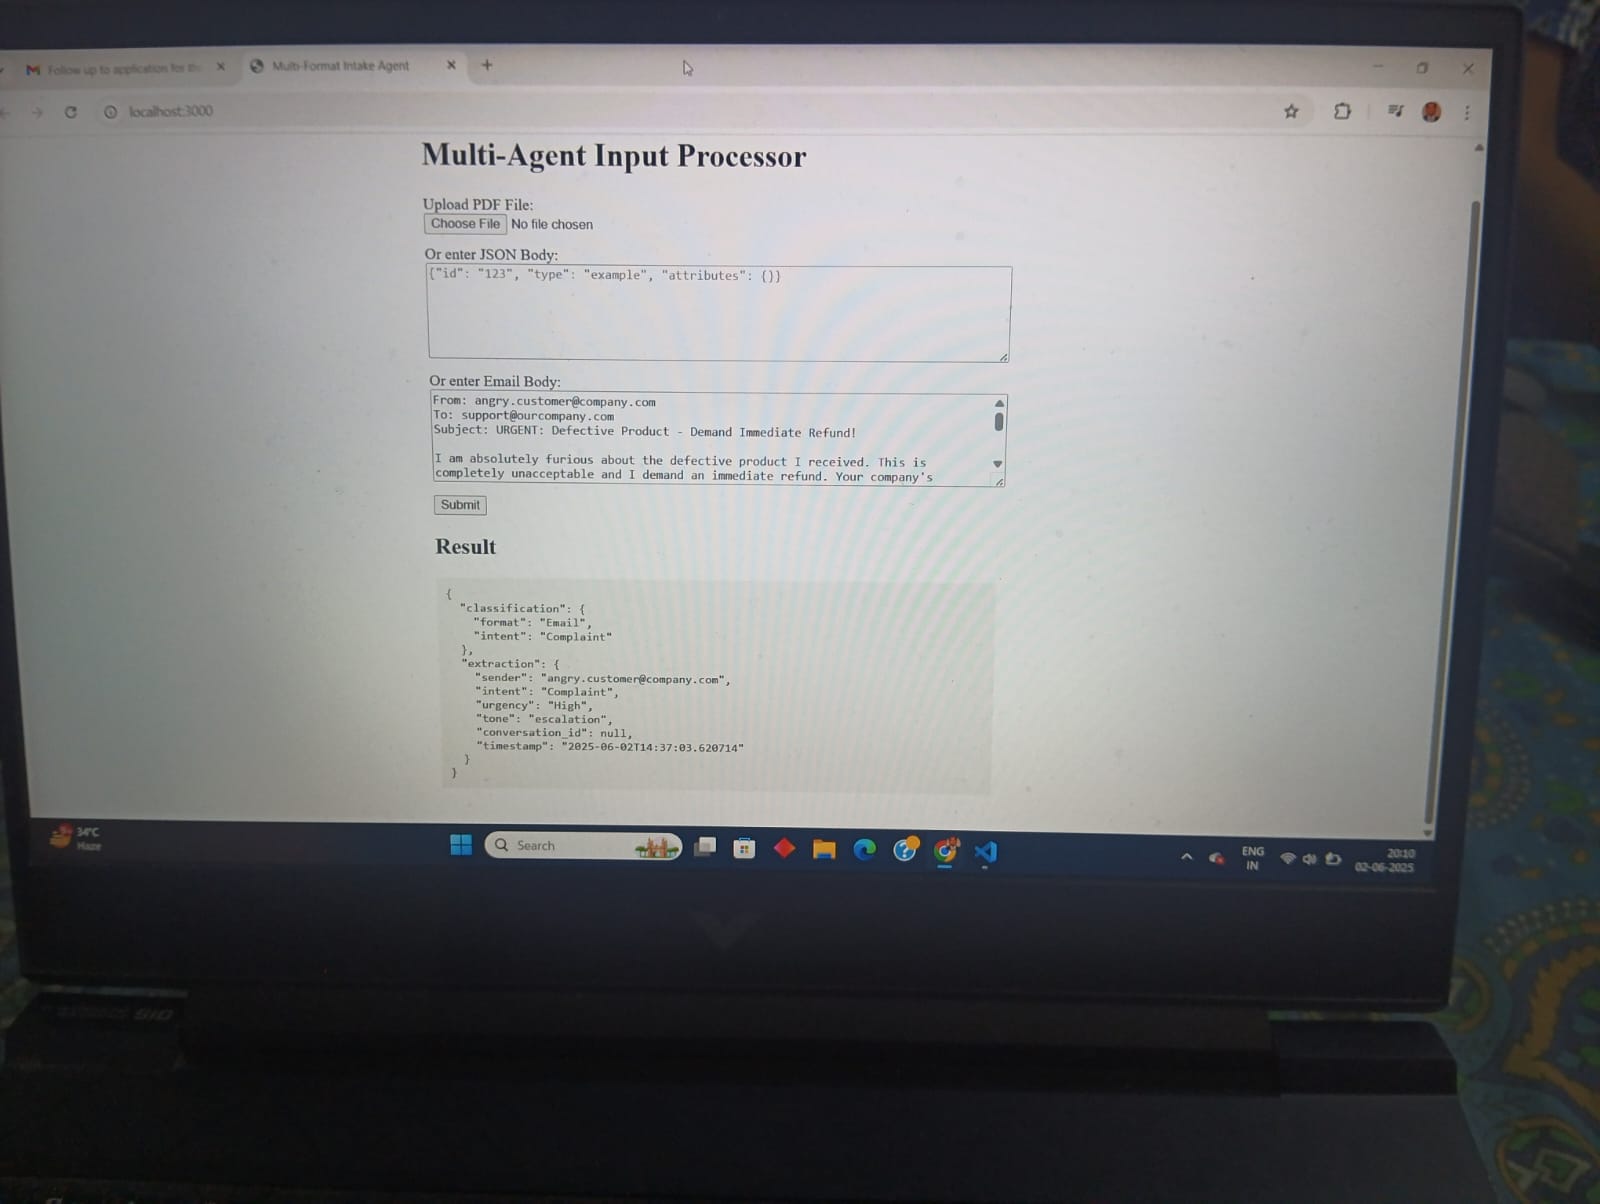 Follow up to application for th
Multi-Format Intake Agent
localhost:3000
Multi-Agent Input Processor
Upload PDF File:
Choose File No file chosen
Or enter JSON Body:
{"id": "123", "type": "example", "attributes": {}}
Or enter Email Body:
From: angry.customer@company.com
To: support@ourcompany.com
Subject: URGENT: Defective Product - Demand Immediate Refund!
I am absolutely furious about the defective product I received. This is
completely unacceptable and I demand an immediate refund. Your company's
Submit
Result
{
"classification": {
"format": "Email",
"intent": "Complaint"
},
"extraction": {
"sender": "angry.customer@company.com",
"intent": "Complaint",
"urgency": "High",
"tone": "escalation",
"conversation_id": null,
"timestamp": "2025-06-02T14:37:03.620714"
}
}
34°C
Haze
Search
ENG
IN
20:10
02-06-2025